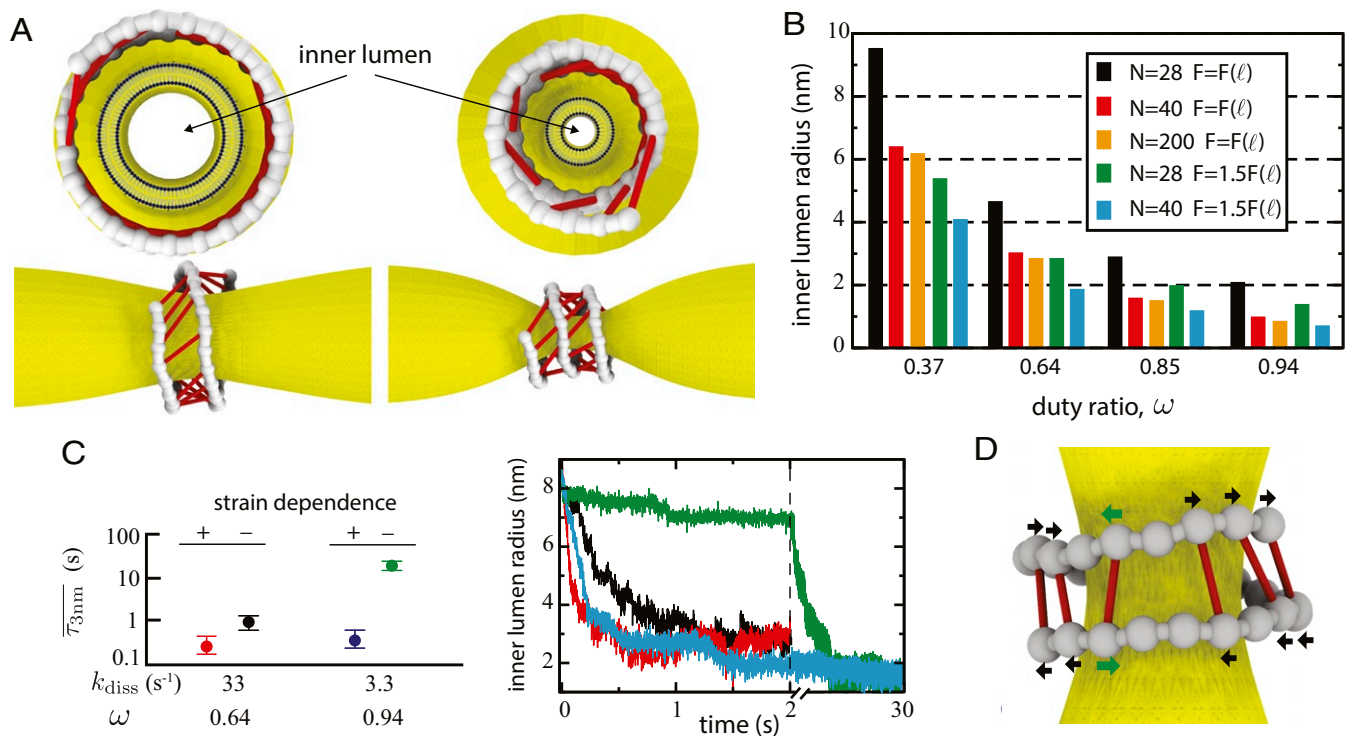 A
inner lumen
B
inner lumen radius (nm)
10
8
6
4
2
0
N=28 F=F(ℓ)
N=40 F=F(ℓ)
N=200 F=F(ℓ)
N=28 F=1.5F(ℓ)
N=40 F=1.5F(ℓ)
0.37 0.64 0.85 0.94
duty ratio, ω
C
strain dependence
+ − + −
τ̅₃ₙₘ (s)
100
10
1
0.1
k_diss (s⁻¹) 33 3.3
ω 0.64 0.94
inner lumen radius (nm)
8
6
4
2
0 1 2 30
time (s)
D